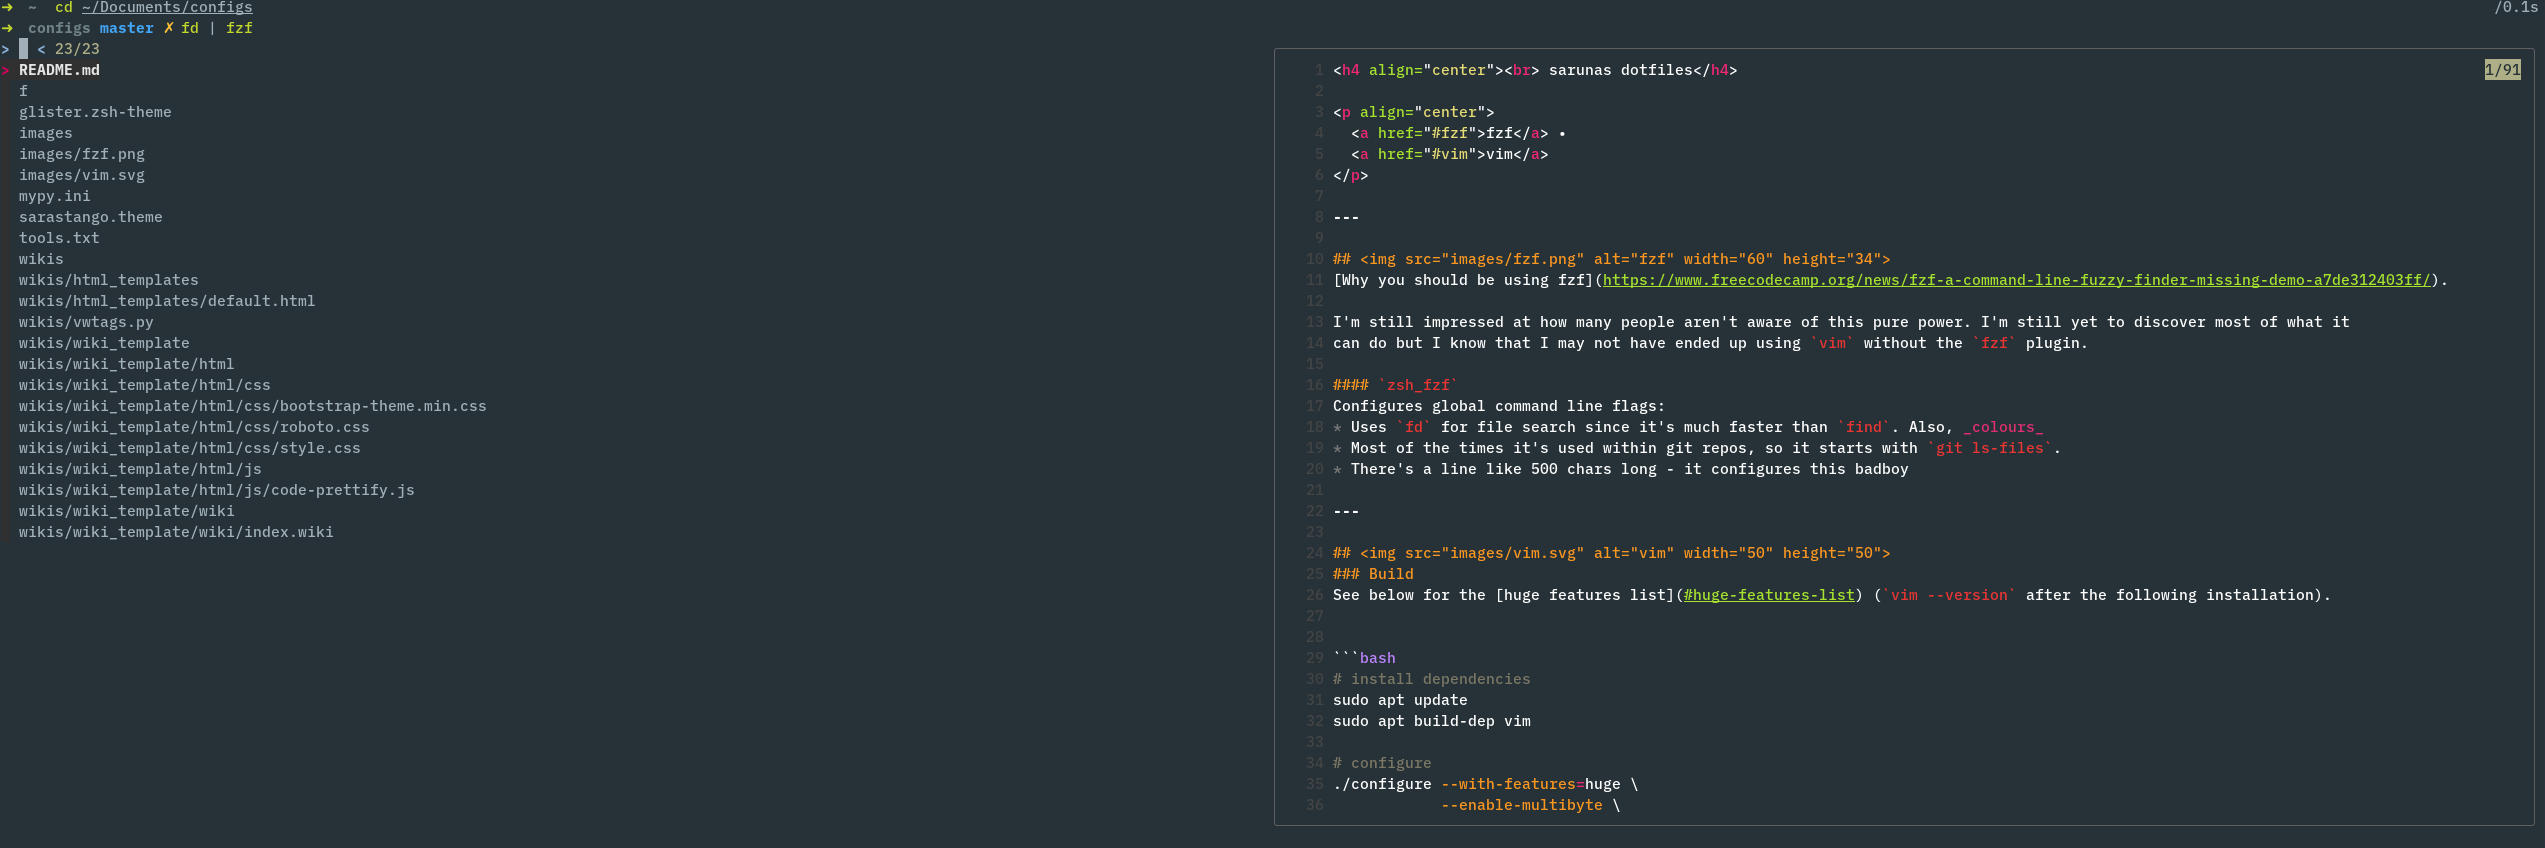 ➜  ~  cd ~/Documents/configs
/0.1s
➜  configs master ✗ fd | fzf
>   < 23/23
> README.md
f
glister.zsh-theme
images
images/fzf.png
images/vim.svg
mypy.ini
sarastango.theme
tools.txt
wikis
wikis/html_templates
wikis/html_templates/default.html
wikis/vwtags.py
wikis/wiki_template
wikis/wiki_template/html
wikis/wiki_template/html/css
wikis/wiki_template/html/css/bootstrap-theme.min.css
wikis/wiki_template/html/css/roboto.css
wikis/wiki_template/html/css/style.css
wikis/wiki_template/html/js
wikis/wiki_template/html/js/code-prettify.js
wikis/wiki_template/wiki
wikis/wiki_template/wiki/index.wiki
1 <h4 align="center"><br> sarunas dotfiles</h4>
1/91
2
3 <p align="center">
4   <a href="#fzf">fzf</a> •
5   <a href="#vim">vim</a>
6 </p>
7
8 ---
9
10 ## <img src="images/fzf.png" alt="fzf" width="60" height="34">
11 [Why you should be using fzf](https://www.freecodecamp.org/news/fzf-a-command-line-fuzzy-finder-missing-demo-a7de312403ff/).
12
13 I'm still impressed at how many people aren't aware of this pure power. I'm still yet to discover most of what it
14 can do but I know that I may not have ended up using `vim` without the `fzf` plugin.
15
16 #### `zsh_fzf`
17 Configures global command line flags:
18 * Uses `fd` for file search since it's much faster than `find`. Also, _colours_
19 * Most of the times it's used within git repos, so it starts with `git ls-files`.
20 * There's a line like 500 chars long - it configures this badboy
21
22 ---
23
24 ## <img src="images/vim.svg" alt="vim" width="50" height="50">
25 ### Build
26 See below for the [huge features list](#huge-features-list) (`vim --version` after the following installation).
27
28
29 ```bash
30 # install dependencies
31 sudo apt update
32 sudo apt build-dep vim
33
34 # configure
35 ./configure --with-features=huge \
36             --enable-multibyte \